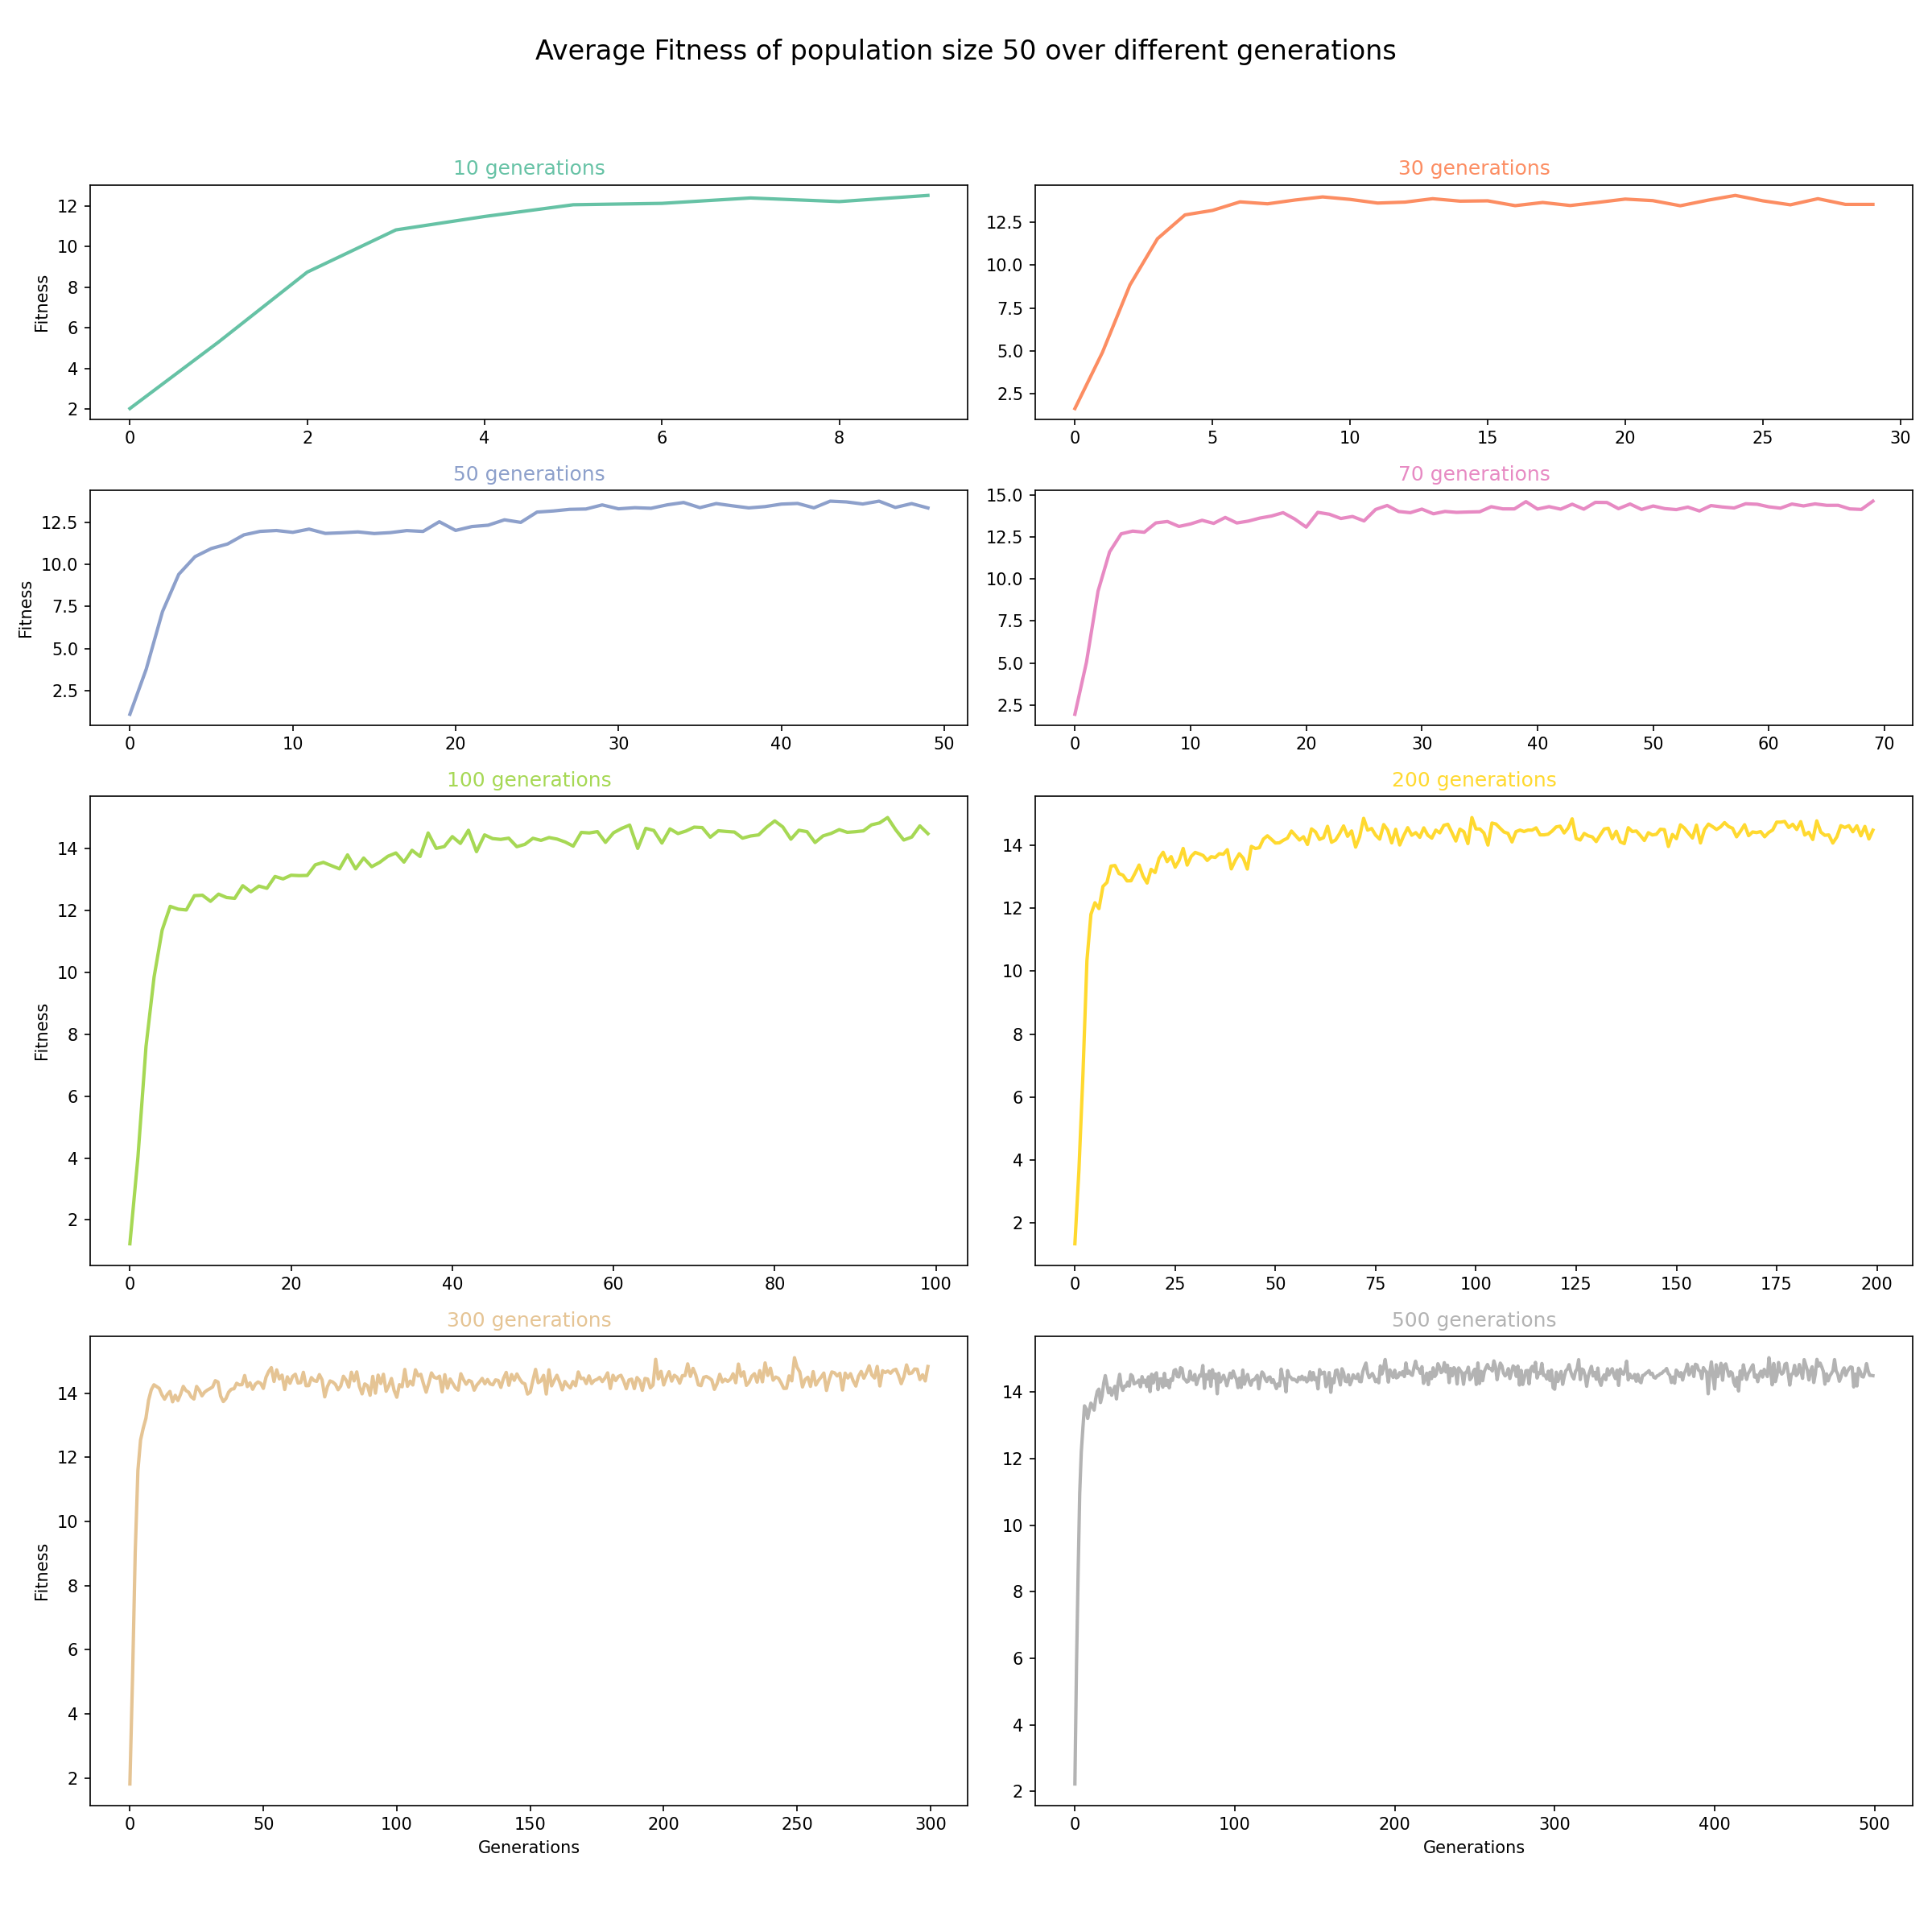 Average Fitness of population size 50 over different generations
10 generations
12
10
8
6
4
2
Fitness
0 2 4 6 8
30 generations
12.5
10.0
7.5
5.0
2.5
0 5 10 15 20 25 30
50 generations
12.5
10.0
7.5
5.0
2.5
Fitness
0 10 20 30 40 50
70 generations
15.0
12.5
10.0
7.5
5.0
2.5
0 10 20 30 40 50 60 70
100 generations
14
12
10
8
6
4
2
Fitness
0 20 40 60 80 100
200 generations
14
12
10
8
6
4
2
0 25 50 75 100 125 150 175 200
300 generations
14
12
10
8
6
4
2
Fitness
0 50 100 150 200 250 300
Generations
500 generations
14
12
10
8
6
4
2
0 100 200 300 400 500
Generations